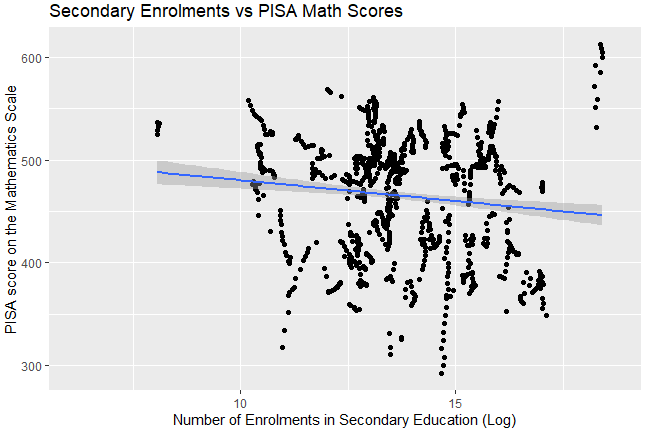 Secondary Enrolments vs PISA Math Scores
PISA score on the Mathematics Scale
600
500
400
300
10
15
Number of Enrolments in Secondary Education (Log)